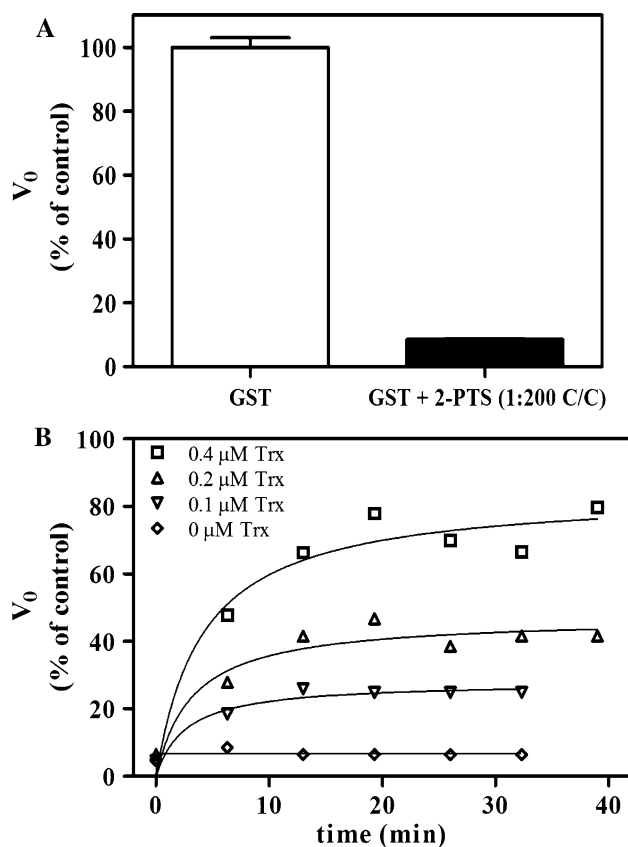 A
V₀
(% of control)
100
80
60
40
20
0
GST
GST + 2-PTS (1:200 C/C)
B
V₀
(% of control)
100
80
60
40
20
0
0.4 μM Trx
0.2 μM Trx
0.1 μM Trx
0 μM Trx
0 10 20 30 40
time (min)